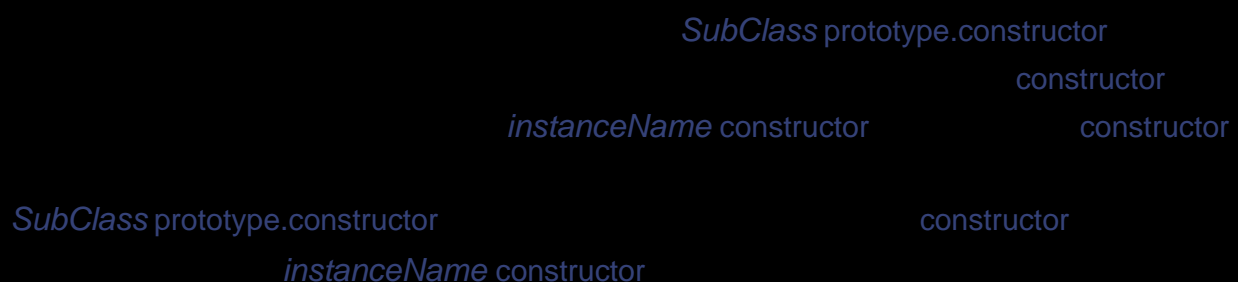 SubClass prototype.constructor
constructor
instanceName constructor constructor
SubClass prototype.constructor constructor
instanceName constructor